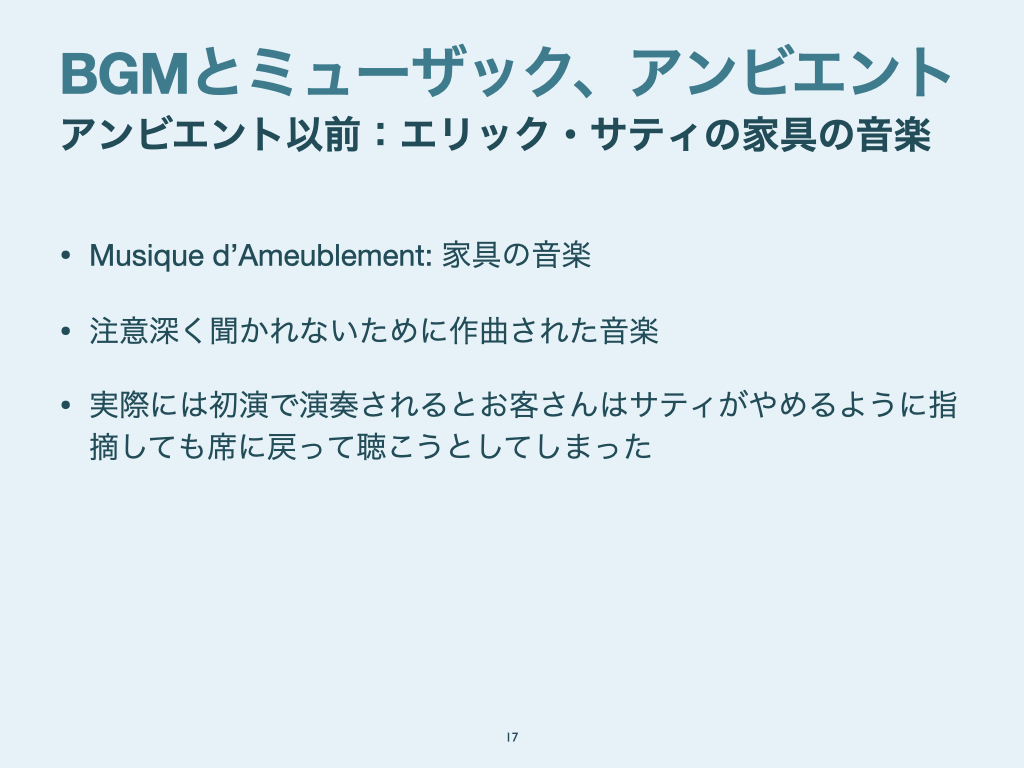 BGMとミューザック、アンビエント
アンビエント以前：エリック・サティの家具の音楽
• Musique d’Ameublement: 家具の音楽
• 注意深く聞かれないために作曲された音楽
• 実際には初演で演奏されるとお客さんはサティがやめるように指
摘しても席に戻って聴こうとしてしまった
17